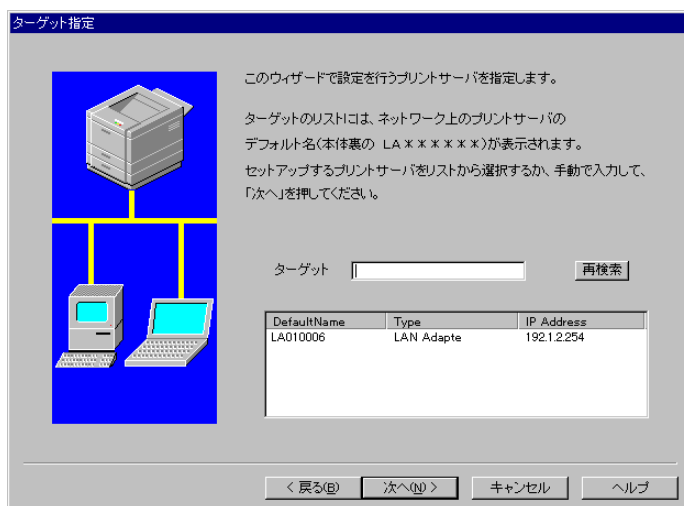 ターゲット指定
このウィザードで設定を行うプリントサーバを指定します。
ターゲットのリストには、ネットワーク上のプリントサーバの
デフォルト名(本体裏の LA××××××)が表示されます。
セットアップするプリントサーバをリストから選択するか、手動で入力して、
「次へ」を押してください。
ターゲット 再検索
DefaultName Type IP Address
LA010006 LAN Adapte 192.1.2.254
< 戻る(B) 次へ(N) > キャンセル ヘルプ